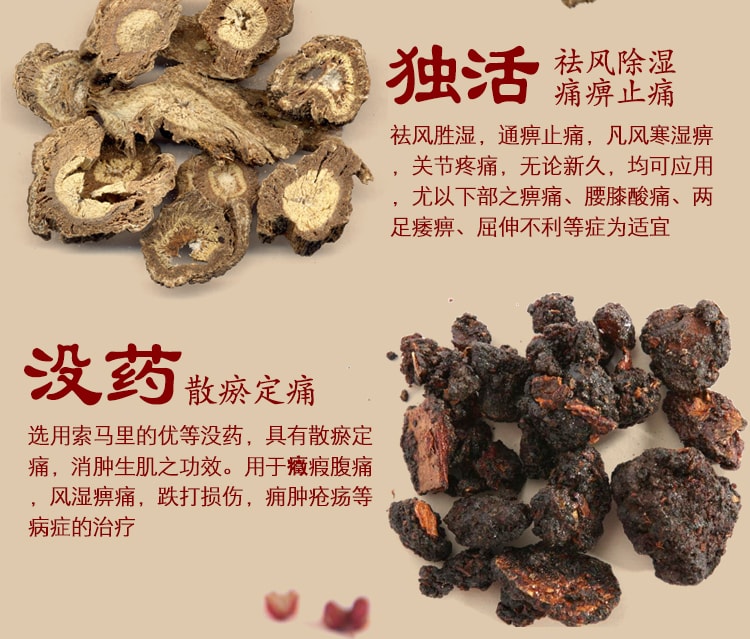 独活
祛风除湿
痛痹止痛
祛风胜湿，通痹止痛，凡风寒湿痹
，关节疼痛，无论新久，均可应用
，尤以下部之痹痛、腰膝酸痛、两
足痿痹、屈伸不利等症为适宜
没药
散瘀定痛
选用索马里的优等没药，具有散瘀定
痛，消肿生肌之功效。用于癥瘕腹痛
，风湿痹痛，跌打损伤，痈肿疮疡等
病症的治疗